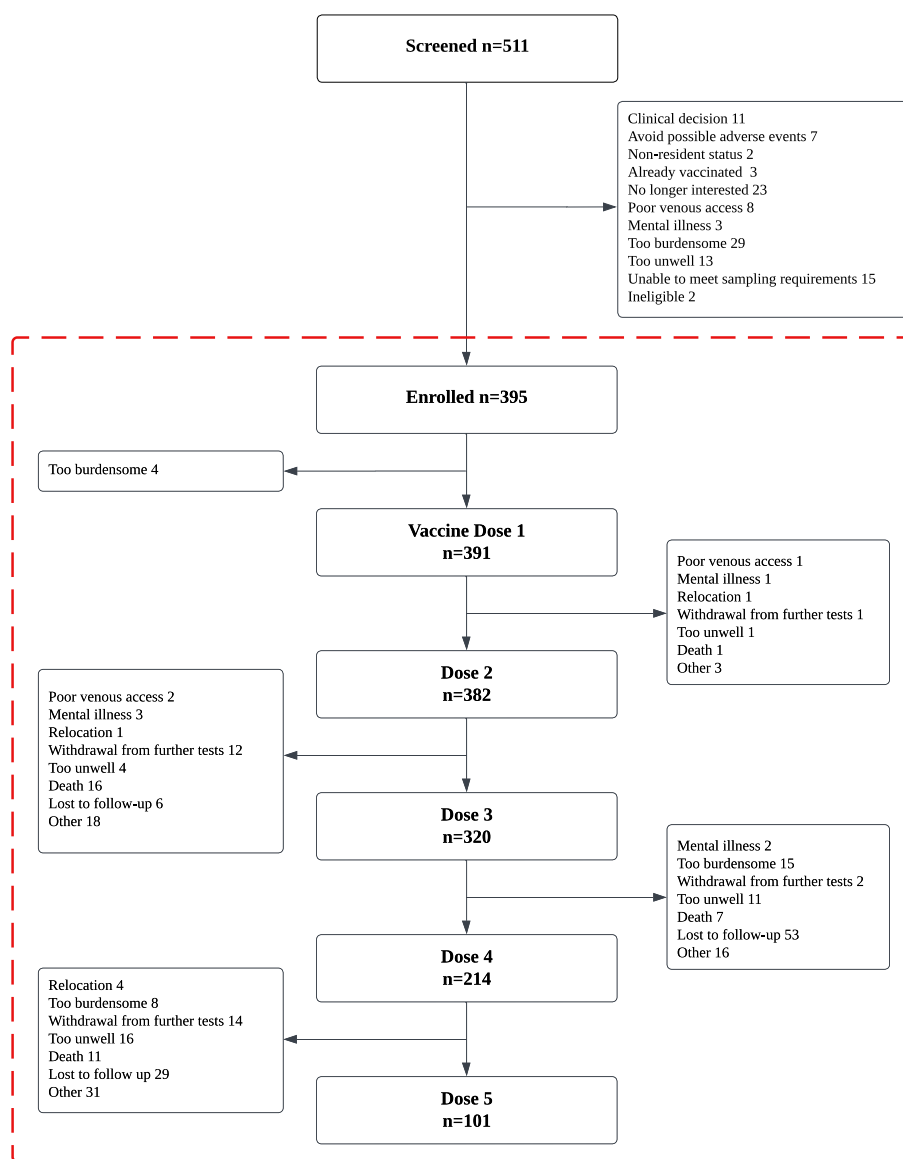 Screened n=511
Clinical decision 11
Avoid possible adverse events 7
Non-resident status 2
Already vaccinated  3
No longer interested 23
Poor venous access 8
Mental illness 3
Too burdensome 29
Too unwell 13
Unable to meet sampling requirements 15
Ineligible 2
Enrolled n=395
Too burdensome 4
Vaccine Dose 1
n=391
Poor venous access 1
Mental illness 1
Relocation 1
Withdrawal from further tests 1
Too unwell 1
Death 1
Other 3
Dose 2
n=382
Poor venous access 2
Mental illness 3
Relocation 1
Withdrawal from further tests 12
Too unwell 4
Death 16
Lost to follow-up 6
Other 18
Dose 3
n=320
Mental illness 2
Too burdensome 15
Withdrawal from further tests 2
Too unwell 11
Death 7
Lost to follow-up 53
Other 16
Dose 4
n=214
Relocation 4
Too burdensome 8
Withdrawal from further tests 14
Too unwell 16
Death 11
Lost to follow up 29
Other 31
Dose 5
n=101